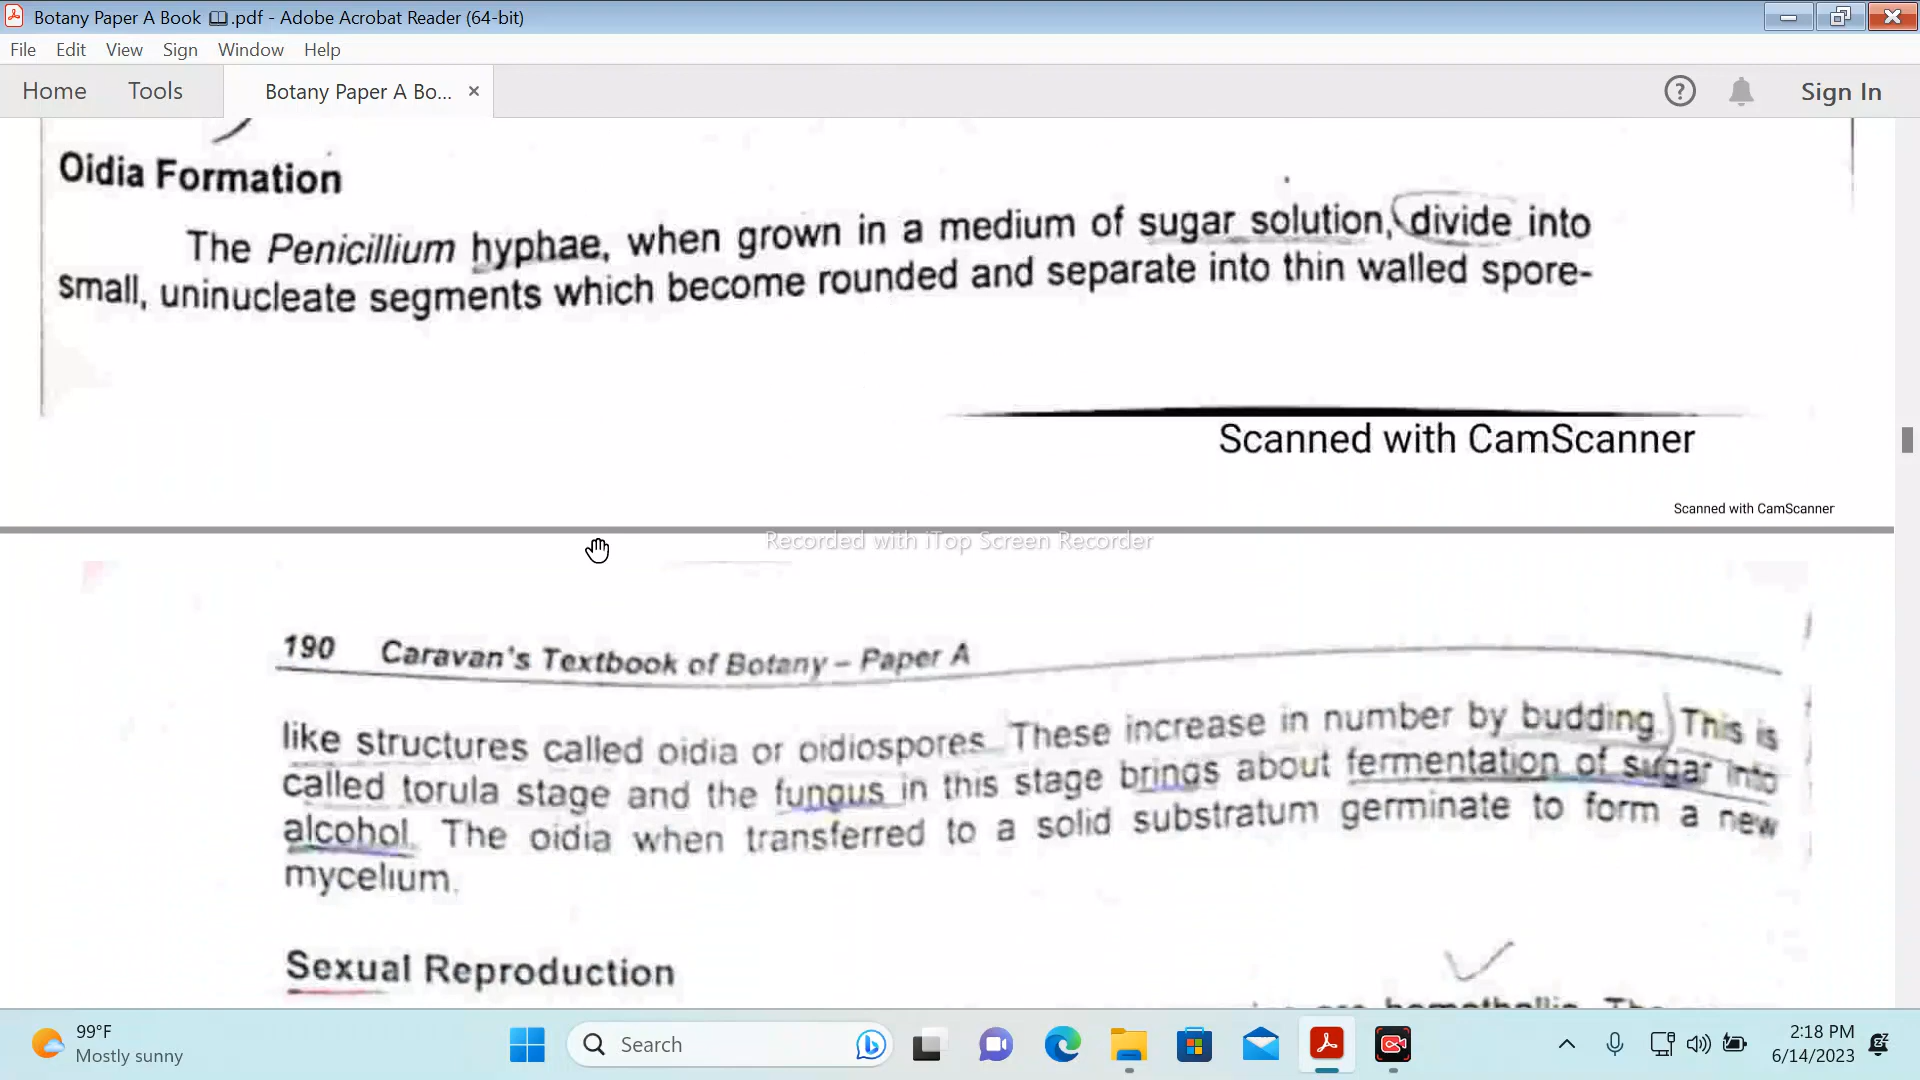 Botany Paper A Book 📖.pdf - Adobe Acrobat Reader (64-bit)
File Edit View Sign Window Help
Home Tools Botany Paper A Bo... × ? Sign In
Oidia Formation
The Penicillium hyphae, when grown in a medium of sugar solution, divide into
small, uninucleate segments which become rounded and separate into thin walled spore-
Scanned with CamScanner
Scanned with CamScanner
Recorded with iTop Screen Recorder
190 Caravan's Textbook of Botany – Paper A
like structures called oidia or oidiospores. These increase in number by budding. This is
called torula stage and the fungus in this stage brings about fermentation of sugar into
alcohol. The oidia when transferred to a solid substratum germinate to form a new
mycelium.
Sexual Reproduction
homothallic. The
99°F
Mostly sunny
Search
2:18 PM
6/14/2023